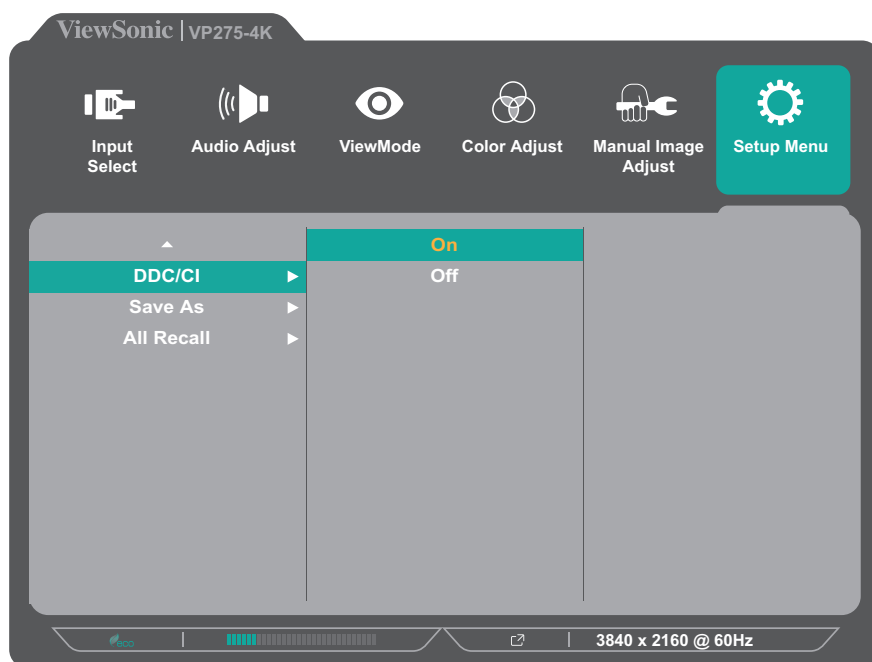 ViewSonic | VP275-4K
Input Select
Audio Adjust
ViewMode
Color Adjust
Manual Image Adjust
Setup Menu
On
DDC/CI
Off
Save As
All Recall
eco
3840 x 2160 @ 60Hz